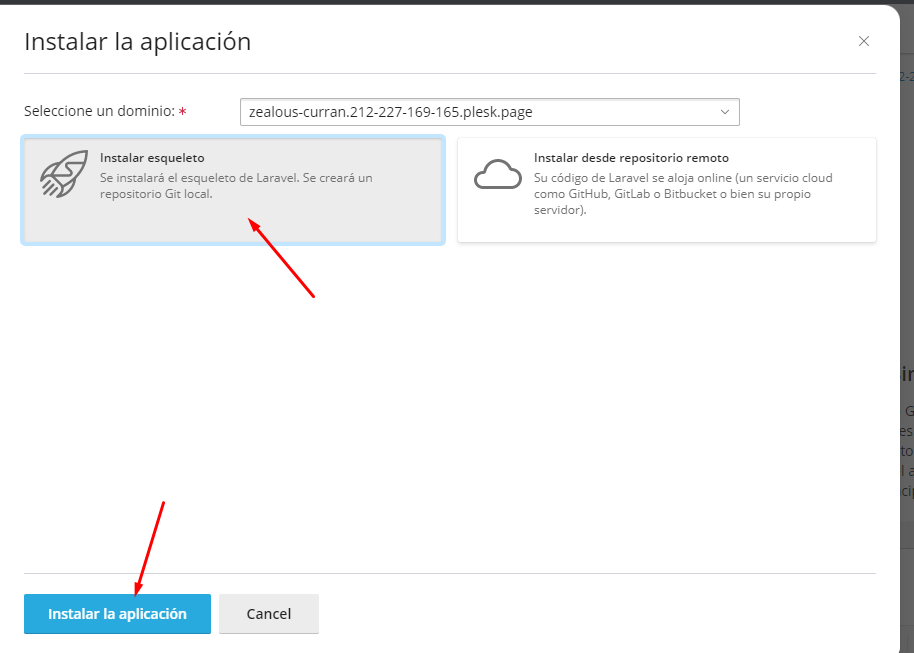 Instalar la aplicación
Seleccione un dominio: *
zealous-curran.212-227-169-165.plesk.page
Instalar esqueleto
Se instalará el esqueleto de Laravel. Se creará un
repositorio Git local.
Instalar desde repositorio remoto
Su código de Laravel se aloja online (un servicio cloud
como GitHub, GitLab o Bitbucket o bien su propio
servidor).
Instalar la aplicación
Cancel